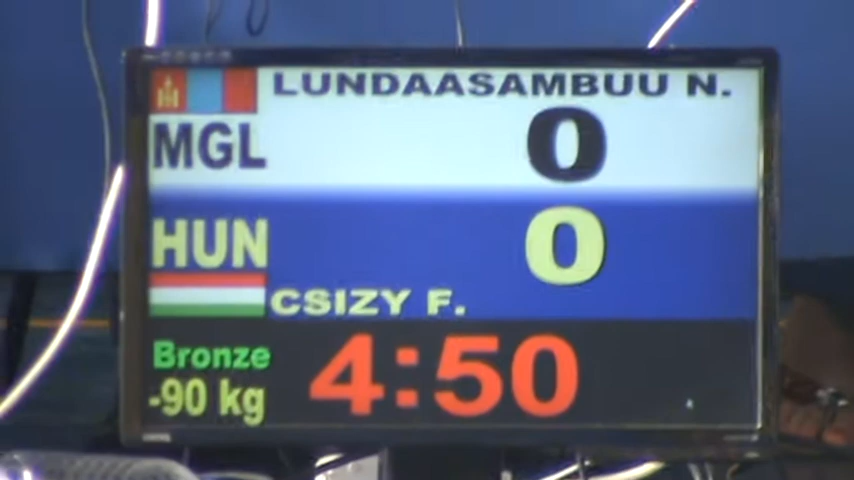 LUNDAASAMBUU N.
MGL 0
HUN 0
CSIZY F.
Bronze
-90 kg
4:50